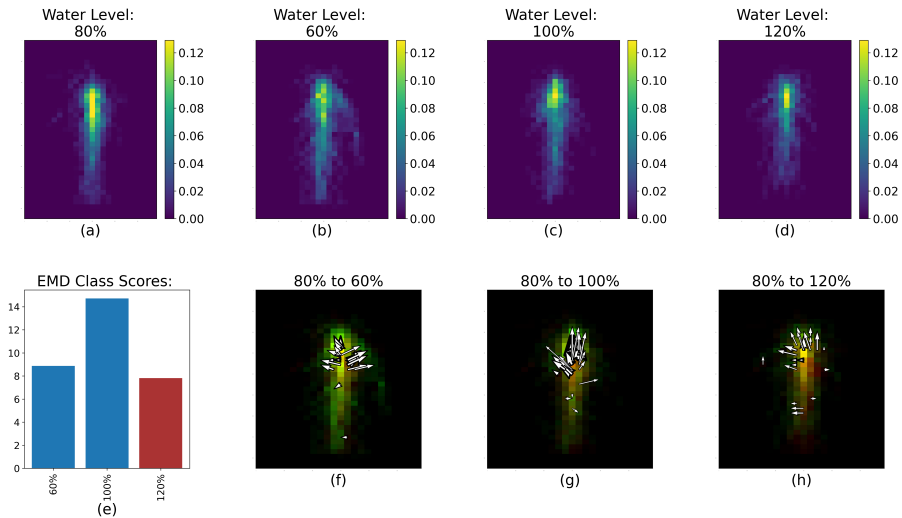 Water Level:
80%
Water Level:
60%
Water Level:
100%
Water Level:
120%
0.12
0.10
0.08
0.06
0.04
0.02
0.00
0.12
0.10
0.08
0.06
0.04
0.02
0.00
0.12
0.10
0.08
0.06
0.04
0.02
0.00
0.12
0.10
0.08
0.06
0.04
0.02
0.00
(a)
(b)
(c)
(d)
EMD Class Scores:
14
12
10
8
6
4
2
0
60%
100%
120%
(e)
80% to 60%
(f)
80% to 100%
(g)
80% to 120%
(h)